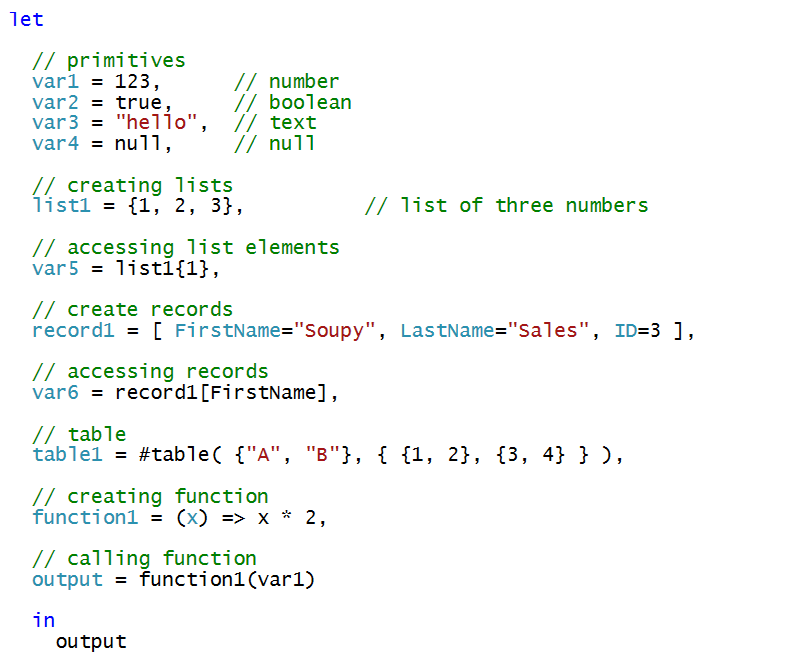 let
// primitives
var1 = 123,      // number
var2 = true,     // boolean
var3 = "hello",  // text
var4 = null,     // null
// creating lists
list1 = {1, 2, 3},          // list of three numbers
// accessing list elements
var5 = list1{1},
// create records
record1 = [ FirstName="Soupy", LastName="Sales", ID=3 ],
// accessing records
var6 = record1[FirstName],
// table
table1 = #table( {"A", "B"}, { {1, 2}, {3, 4} } ),
// creating function
function1 = (x) => x * 2,
// calling function
output = function1(var1)
in
output